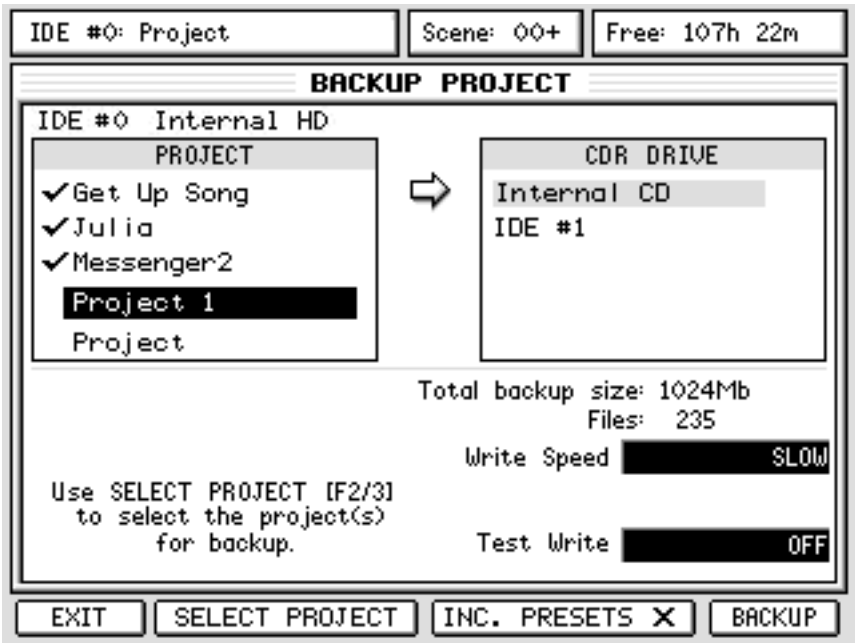 IDE #0: Project
Scene: 00+
Free: 107h 22m
BACKUP PROJECT
IDE #0 Internal HD
PROJECT
✓Get Up Song
✓Julia
✓Messenger2
Project 1
Project
CDR DRIVE
Internal CD
IDE #1
Total backup size: 1024Mb
Files: 235
Write Speed SLOW
Use SELECT PROJECT [F2/3]
to select the project(s)
for backup.
Test Write OFF
EXIT
SELECT PROJECT
INC. PRESETS X
BACKUP